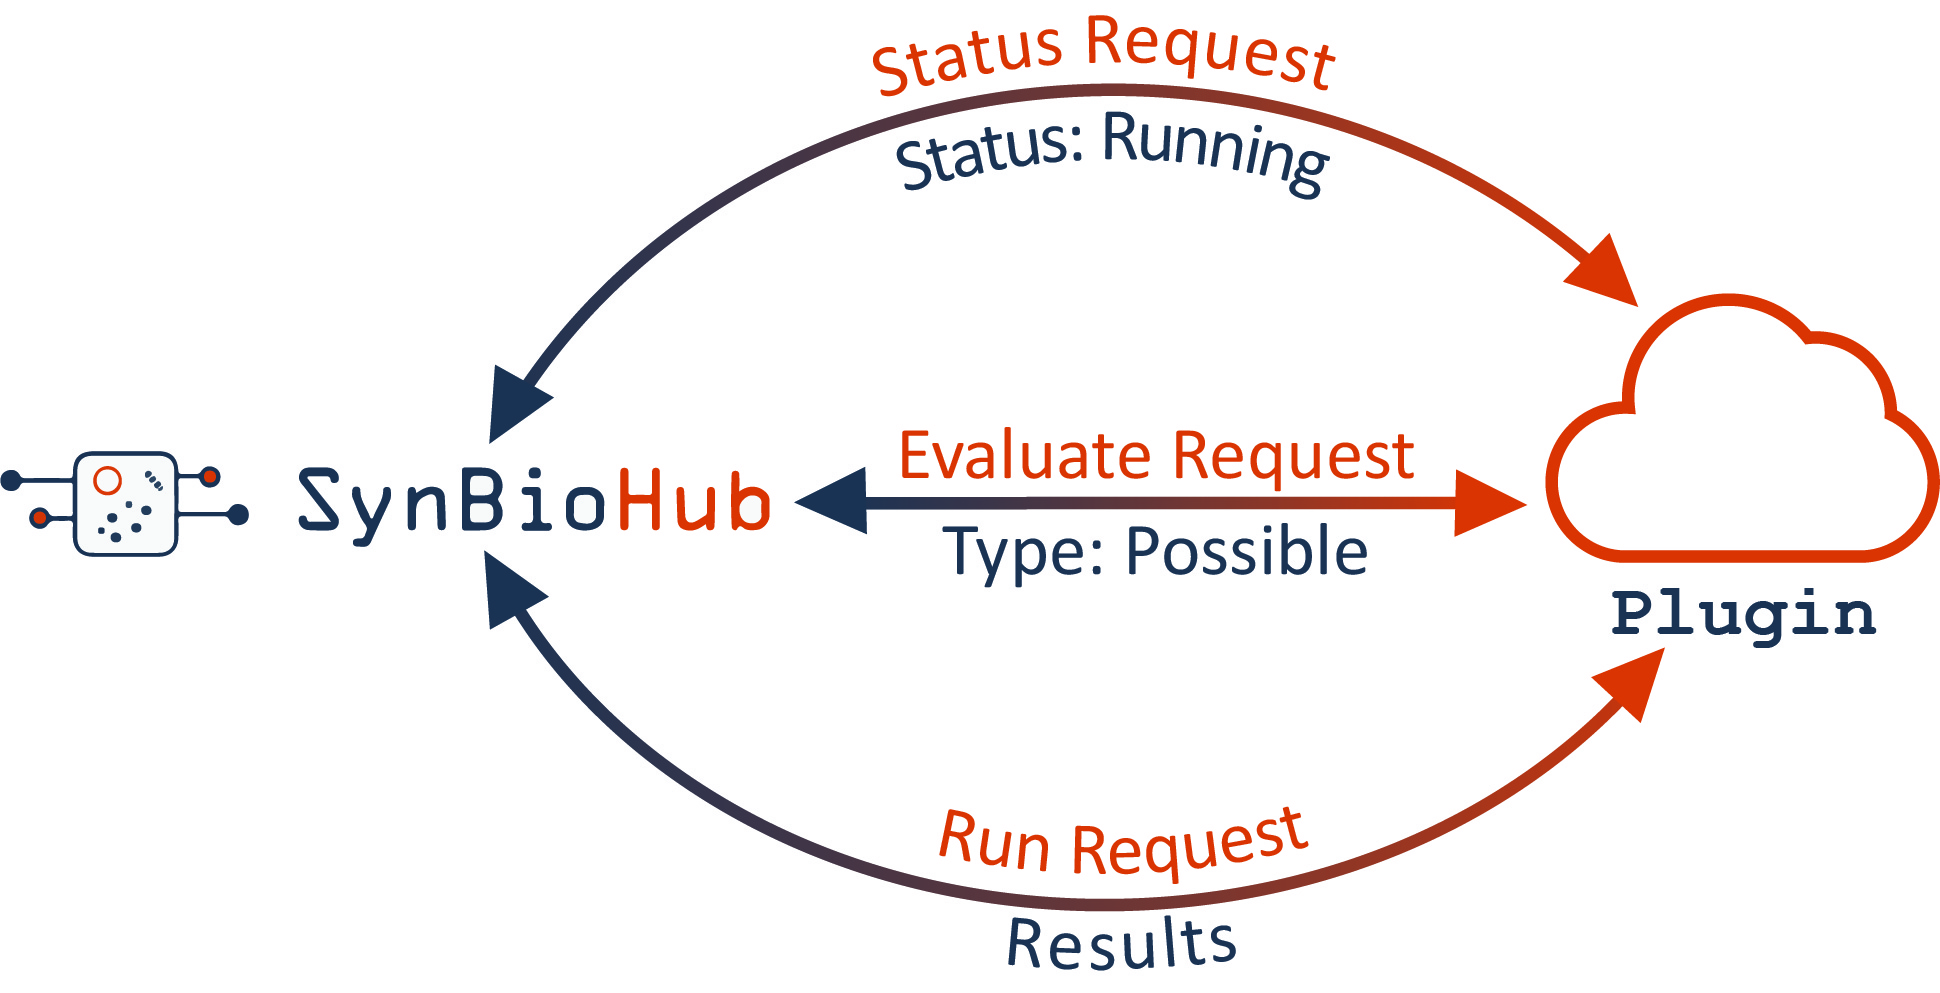 Status Request
Status: Running
SynBioHub
Evaluate Request
Type: Possible
Plugin
Run Request
Results